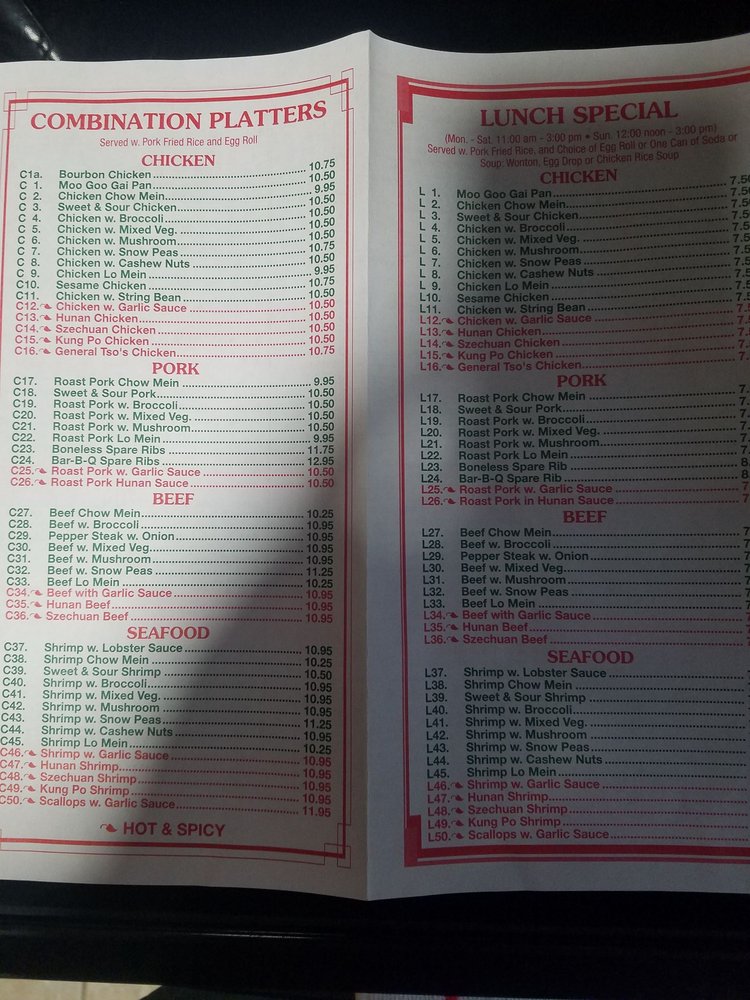 COMBINATION PLATTERS
Served w. Pork Fried Rice and Egg Roll
CHICKEN
C1a. Bourbon Chicken 10.75
C 1. Moo Goo Gai Pan 10.50
C 2. Chicken Chow Mein 9.95
C 3. Sweet & Sour Chicken 10.50
C 4. Chicken w. Broccoli 10.50
C 5. Chicken w. Mixed Veg. 10.50
C 6. Chicken w. Mushroom 10.50
C 7. Chicken w. Snow Peas 10.75
C 8. Chicken w. Cashew Nuts 10.50
C 9. Chicken Lo Mein 9.95
C10. Sesame Chicken 10.75
C11. Chicken w. String Bean 10.50
C12. Chicken w. Garlic Sauce 10.50
C13. Hunan Chicken 10.50
C14. Szechuan Chicken 10.50
C15. Kung Po Chicken 10.50
C16. General Tso's Chicken 10.75
PORK
C17. Roast Pork Chow Mein 9.95
C18. Sweet & Sour Pork 10.50
C19. Roast Pork w. Broccoli 10.50
C20. Roast Pork w. Mixed Veg. 10.50
C21. Roast Pork w. Mushroom 10.50
C22. Roast Pork Lo Mein 9.95
C23. Boneless Spare Ribs 11.75
C24. Bar-B-Q Spare Ribs 12.95
C25. Roast Pork w. Garlic Sauce 10.50
C26. Roast Pork Hunan Sauce 10.50
BEEF
C27. Beef Chow Mein 10.25
C28. Beef w. Broccoli 10.95
C29. Pepper Steak w. Onion 10.95
C30. Beef w. Mixed Veg. 10.95
C31. Beef w. Mushroom 10.95
C32. Beef w. Snow Peas 11.25
C33. Beef Lo Mein 10.25
C34. Beef with Garlic Sauce 10.95
C35. Hunan Beef 10.95
C36. Szechuan Beef 10.95
SEAFOOD
C37. Shrimp w. Lobster Sauce 10.95
C38. Shrimp Chow Mein 10.25
C39. Sweet & Sour Shrimp 10.50
C40. Shrimp w. Broccoli 10.95
C41. Shrimp w. Mixed Veg. 10.95
C42. Shrimp w. Mushroom 10.95
C43. Shrimp w. Snow Peas 11.25
C44. Shrimp w. Cashew Nuts 10.95
C45. Shrimp Lo Mein 10.25
C46. Shrimp w. Garlic Sauce 10.95
C47. Hunan Shrimp 10.95
C48. Szechuan Shrimp 10.95
C49. Kung Po Shrimp 10.95
C50. Scallops w. Garlic Sauce 11.95
HOT & SPICY
LUNCH SPECIAL
(Mon. - Sat. 11:00 am - 3:00 pm • Sun. 12:00 noon - 3:00 pm)
Served w. Pork Fried Rice, and Choice of Egg Roll or One Can of Soda or
Soup: Wonton, Egg Drop or Chicken Rice Soup
CHICKEN
L 1. Moo Goo Gai Pan
L 2. Chicken Chow Mein
L 3. Sweet & Sour Chicken
L 4. Chicken w. Broccoli
L 5. Chicken w. Mixed Veg.
L 6. Chicken w. Mushroom
L 7. Chicken w. Snow Peas
L 8. Chicken w. Cashew Nuts
L 9. Chicken Lo Mein
L10. Sesame Chicken
L11. Chicken w. String Bean
L12. Chicken w. Garlic Sauce
L13. Hunan Chicken
L14. Szechuan Chicken
L15. Kung Po Chicken
L16. General Tso's Chicken
PORK
L17. Roast Pork Chow Mein
L18. Sweet & Sour Pork
L19. Roast Pork w. Broccoli
L20. Roast Pork w. Mixed Veg.
L21. Roast Pork w. Mushroom
L22. Roast Pork Lo Mein
L23. Boneless Spare Rib
L24. Bar-B-Q Spare Rib
L25. Roast Pork w. Garlic Sauce
L26. Roast Pork in Hunan Sauce
BEEF
L27. Beef Chow Mein
L28. Beef w. Broccoli
L29. Pepper Steak w. Onion
L30. Beef w. Mixed Veg.
L31. Beef w. Mushroom
L32. Beef w. Snow Peas
L33. Beef Lo Mein
L34. Beef with Garlic Sauce
L35. Hunan Beef
L36. Szechuan Beef
SEAFOOD
L37. Shrimp w. Lobster Sauce
L38. Shrimp Chow Mein
L39. Sweet & Sour Shrimp
L40. Shrimp w. Broccoli
L41. Shrimp w. Mixed Veg.
L42. Shrimp w. Mushroom
L43. Shrimp w. Snow Peas
L44. Shrimp w. Cashew Nuts
L45. Shrimp Lo Mein
L46. Shrimp w. Garlic Sauce
L47. Hunan Shrimp
L48. Szechuan Shrimp
L49. Kung Po Shrimp
L50. Scallops w. Garlic Sauce